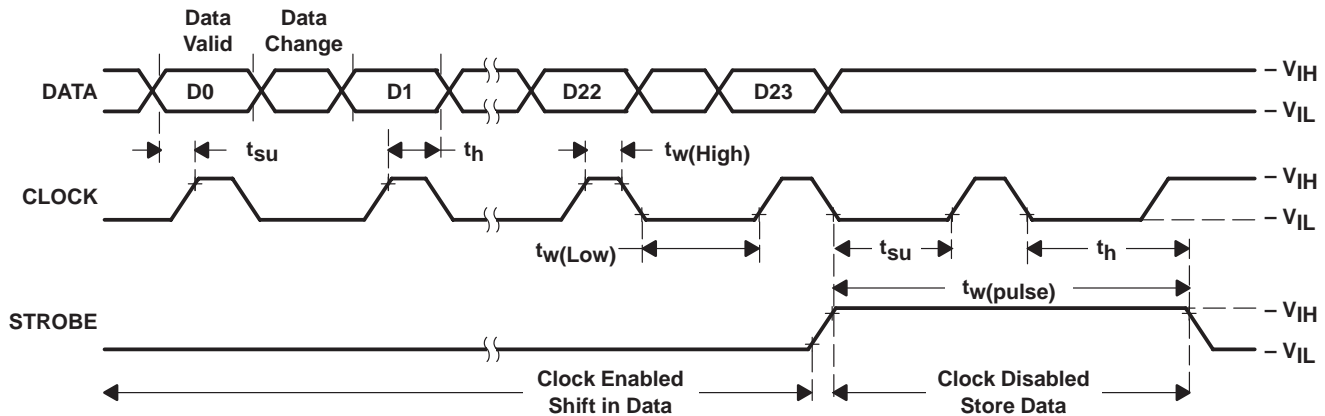 Data
Valid
Data
Change
DATA
D0
D1
D22
D23
– VIH
– VIL
tsu
th
tw(High)
CLOCK
– VIH
– VIL
tw(Low)
tsu
th
tw(pulse)
STROBE
– VIH
– VIL
Clock Enabled
Shift in Data
Clock Disabled
Store Data